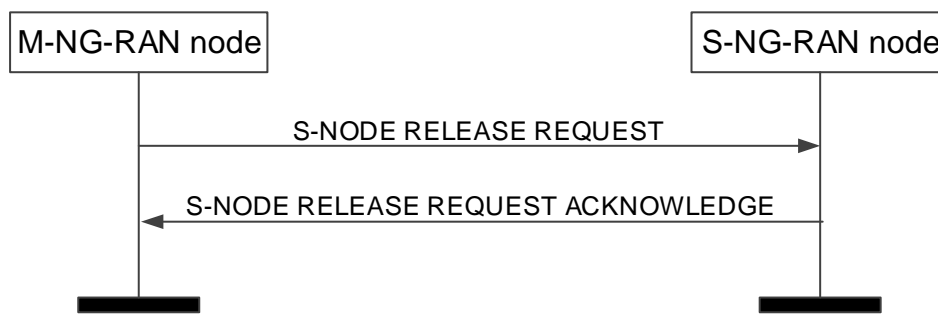 M-NG-RAN node
S-NG-RAN node
S-NODE RELEASE REQUEST
S-NODE RELEASE REQUEST ACKNOWLEDGE